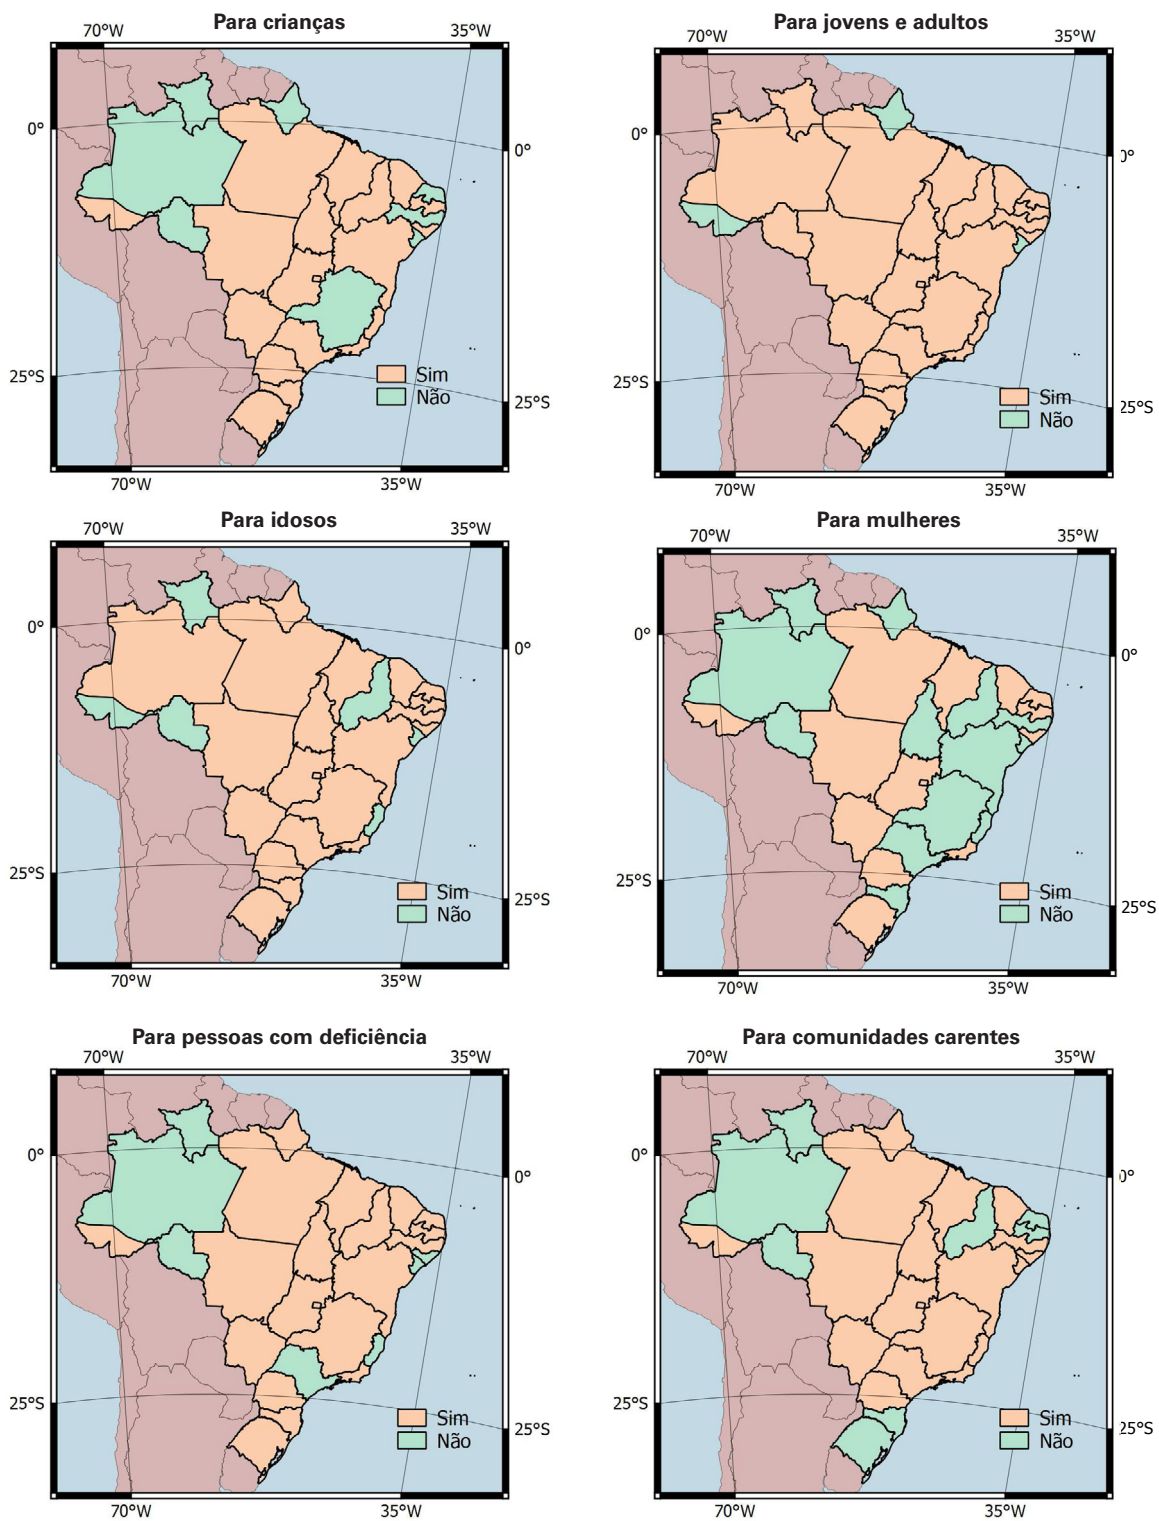 Para crianças
70°W
35°W
0°
0°
25°S
25°S
Sim
Não
70°W
35°W
Para jovens e adultos
70°W
35°W
0°
0°
25°S
25°S
Sim
Não
70°W
35°W
Para idosos
70°W
35°W
0°
0°
25°S
25°S
Sim
Não
70°W
35°W
Para mulheres
70°W
35°W
0°
0°
25°S
25°S
Sim
Não
70°W
35°W
Para pessoas com deficiência
70°W
35°W
0°
0°
25°S
25°S
Sim
Não
70°W
35°W
Para comunidades carentes
70°W
35°W
0°
0°
25°S
25°S
Sim
Não
70°W
35°W